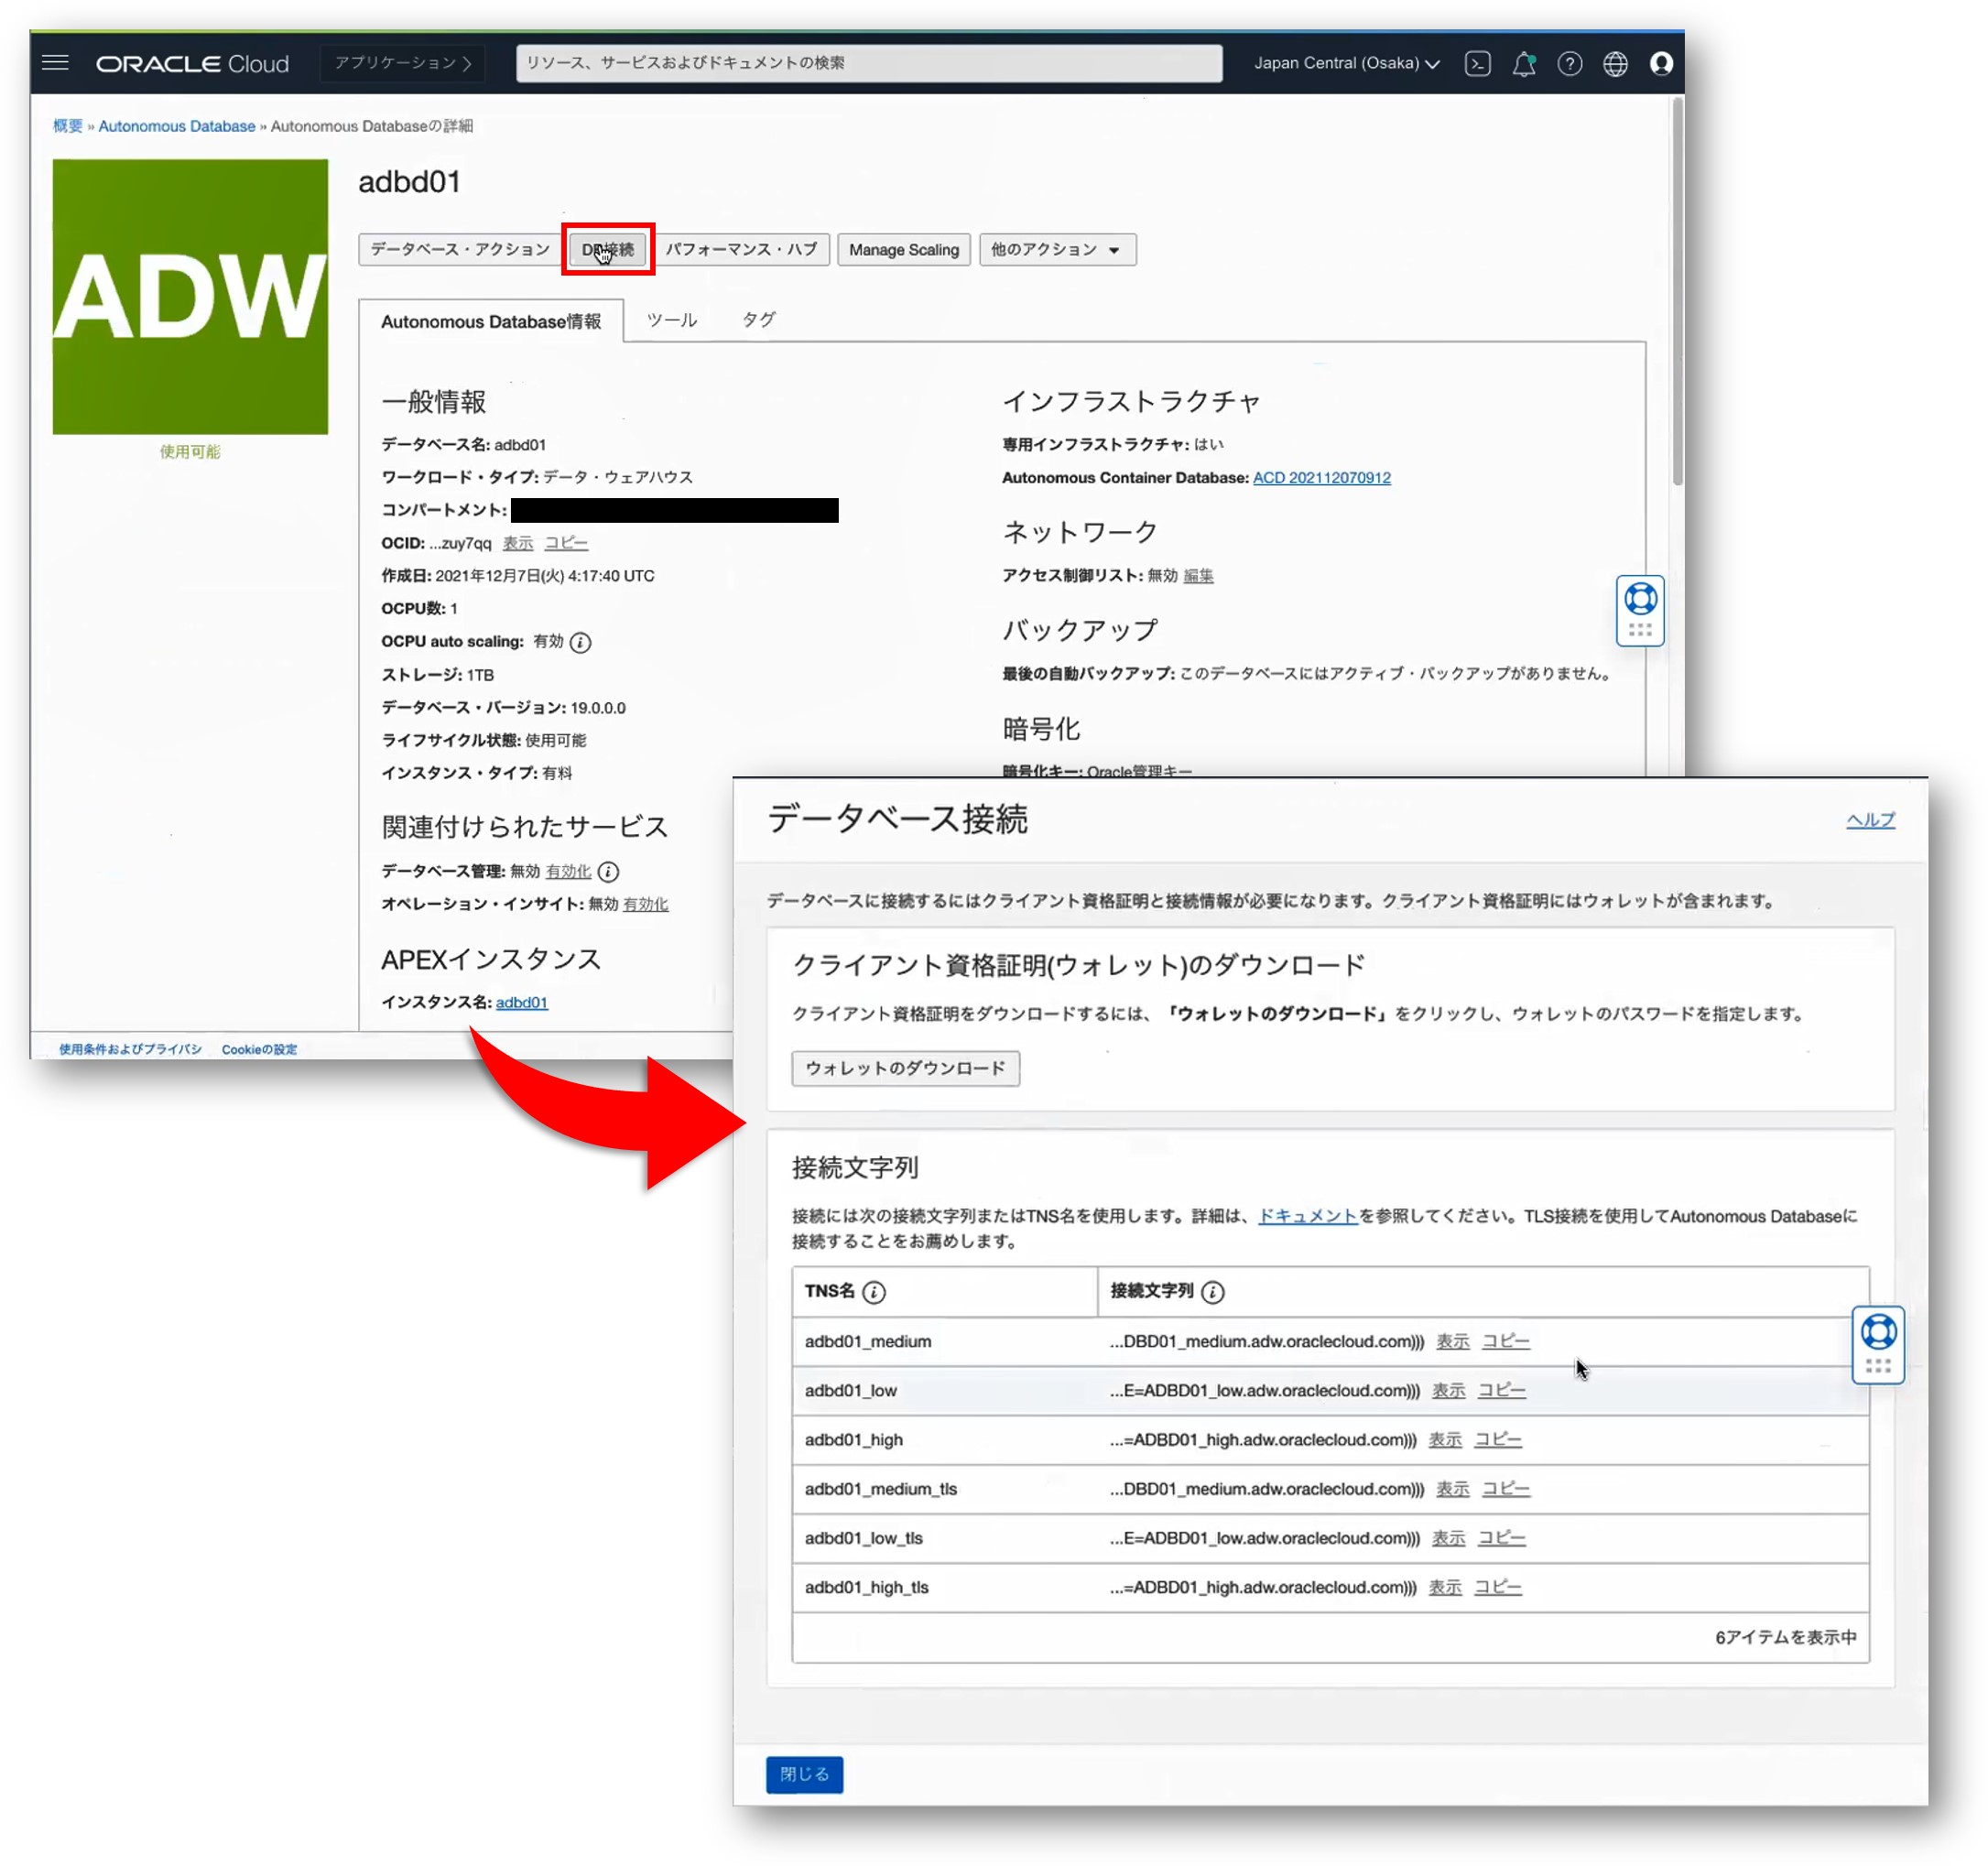 ORACLE Cloud
アプリケーション
リソース、サービスおよびドキュメントの検索
Japan Central (Osaka)
概要 » Autonomous Database » Autonomous Databaseの詳細
ADW
使用可能
adbd01
データベース・アクション DB接続 パフォーマンス・ハブ Manage Scaling 他のアクション
Autonomous Database情報 ツール タグ
一般情報
データベース名: adbd01
ワークロード・タイプ: データ・ウェアハウス
コンパートメント:
OCID: ...zuy7qq 表示 コピー
作成日: 2021年12月7日(火) 4:17:40 UTC
OCPU数: 1
OCPU auto scaling: 有効
ストレージ: 1TB
データベース・バージョン: 19.0.0.0
ライフサイクル状態: 使用可能
インスタンス・タイプ: 有料
関連付けられたサービス
データベース管理: 無効 有効化
オペレーション・インサイト: 無効 有効化
APEXインスタンス
インスタンス名: adbd01
インフラストラクチャ
専用インフラストラクチャ: はい
Autonomous Container Database: ACD 202112070912
ネットワーク
アクセス制御リスト: 無効 編集
バックアップ
最後の自動バックアップ: このデータベースにはアクティブ・バックアップがありません。
暗号化
暗号化キー: Oracle管理キー
使用条件およびプライバシ Cookieの設定
データベース接続
ヘルプ
データベースに接続するにはクライアント資格証明と接続情報が必要になります。クライアント資格証明にはウォレットが含まれます。
クライアント資格証明(ウォレット)のダウンロード
クライアント資格証明をダウンロードするには、「ウォレットのダウンロード」をクリックし、ウォレットのパスワードを指定します。
ウォレットのダウンロード
接続文字列
接続には次の接続文字列またはTNS名を使用します。詳細は、ドキュメントを参照してください。TLS接続を使用してAutonomous Databaseに
接続することをお薦めします。
TNS名 接続文字列
adbd01_medium ...DBD01_medium.adw.oraclecloud.com))) 表示 コピー
adbd01_low ...E=ADBD01_low.adw.oraclecloud.com))) 表示 コピー
adbd01_high ...=ADBD01_high.adw.oraclecloud.com))) 表示 コピー
adbd01_medium_tls ...DBD01_medium.adw.oraclecloud.com))) 表示 コピー
adbd01_low_tls ...E=ADBD01_low.adw.oraclecloud.com))) 表示 コピー
adbd01_high_tls ...=ADBD01_high.adw.oraclecloud.com))) 表示 コピー
6アイテムを表示中
閉じる